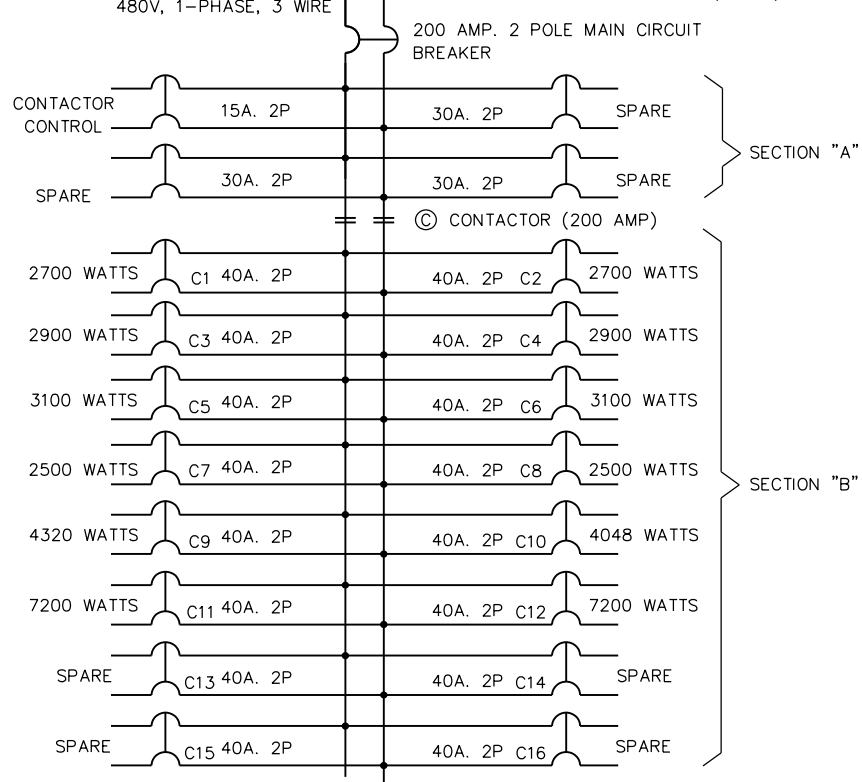 480V, 1-PHASE, 3 WIRE
200 AMP. 2 POLE MAIN CIRCUIT
BREAKER
CONTACTOR
CONTROL
15A. 2P
30A. 2P
SPARE
SECTION "A"
SPARE
30A. 2P
30A. 2P
SPARE
C CONTACTOR (200 AMP)
2700 WATTS C1 40A. 2P 40A. 2P C2 2700 WATTS
2900 WATTS C3 40A. 2P 40A. 2P C4 2900 WATTS
3100 WATTS C5 40A. 2P 40A. 2P C6 3100 WATTS
2500 WATTS C7 40A. 2P 40A. 2P C8 2500 WATTS
SECTION "B"
4320 WATTS C9 40A. 2P 40A. 2P C10 4048 WATTS
7200 WATTS C11 40A. 2P 40A. 2P C12 7200 WATTS
SPARE C13 40A. 2P 40A. 2P C14 SPARE
SPARE C15 40A. 2P 40A. 2P C16 SPARE